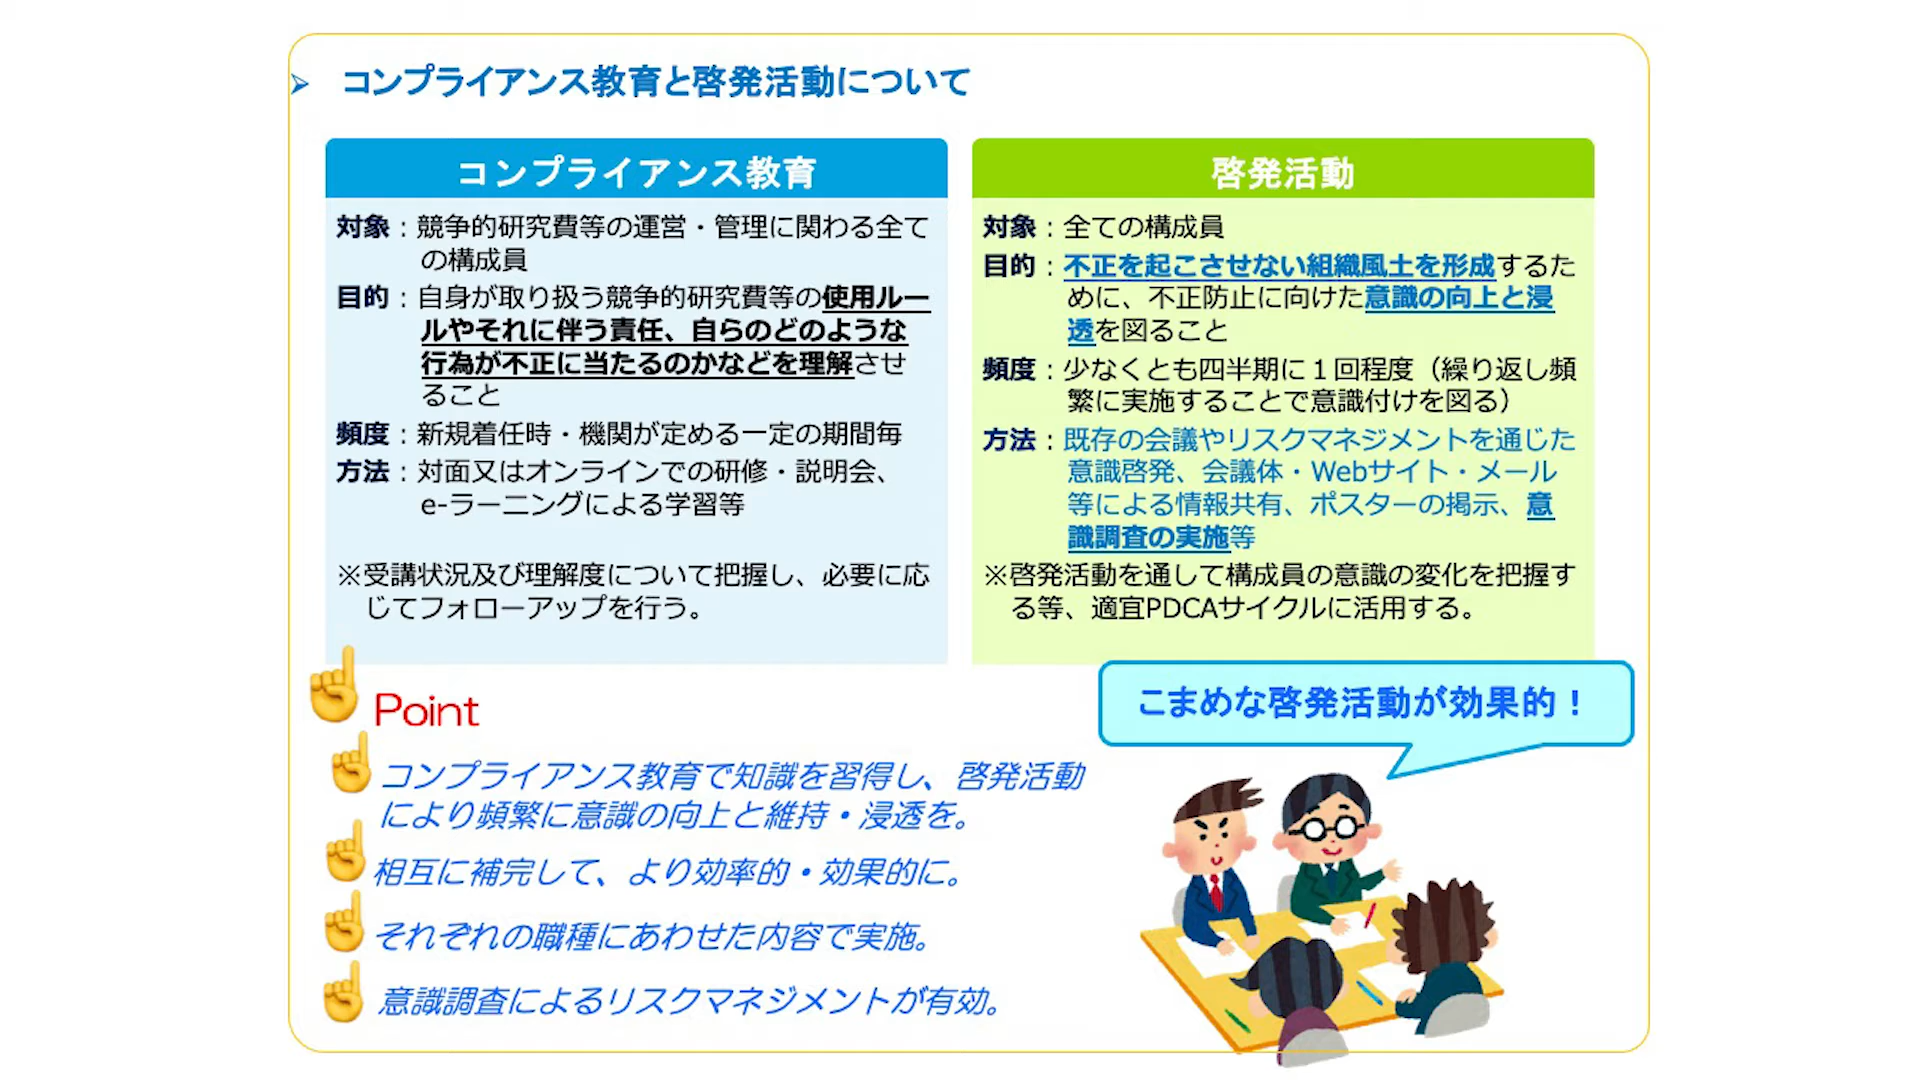 ➢ コンプライアンス教育と啓発活動について
コンプライアンス教育
対象：競争的研究費等の運営・管理に関わる全て
の構成員
目的：自身が取り扱う競争的研究費等の使用ルー
ルやそれに伴う責任、自らのどのような
行為が不正に当たるのかなどを理解させ
ること
頻度：新規着任時・機関が定める一定の期間毎
方法：対面又はオンラインでの研修・説明会、
e-ラーニングによる学習等
※受講状況及び理解度について把握し、必要に応
じてフォローアップを行う。
啓発活動
対象：全ての構成員
目的：不正を起こさせない組織風土を形成するた
めに、不正防止に向けた意識の向上と浸
透を図ること
頻度：少なくとも四半期に１回程度（繰り返し頻
繁に実施することで意識付けを図る）
方法：既存の会議やリスクマネジメントを通じた
意識啓発、会議体・Webサイト・メール
等による情報共有、ポスターの掲示、意
識調査の実施等
※啓発活動を通して構成員の意識の変化を把握す
る等、適宜PDCAサイクルに活用する。
Point
コンプライアンス教育で知識を習得し、啓発活動
により頻繁に意識の向上と維持・浸透を。
相互に補完して、より効率的・効果的に。
それぞれの職種にあわせた内容で実施。
意識調査によるリスクマネジメントが有効。
こまめな啓発活動が効果的！